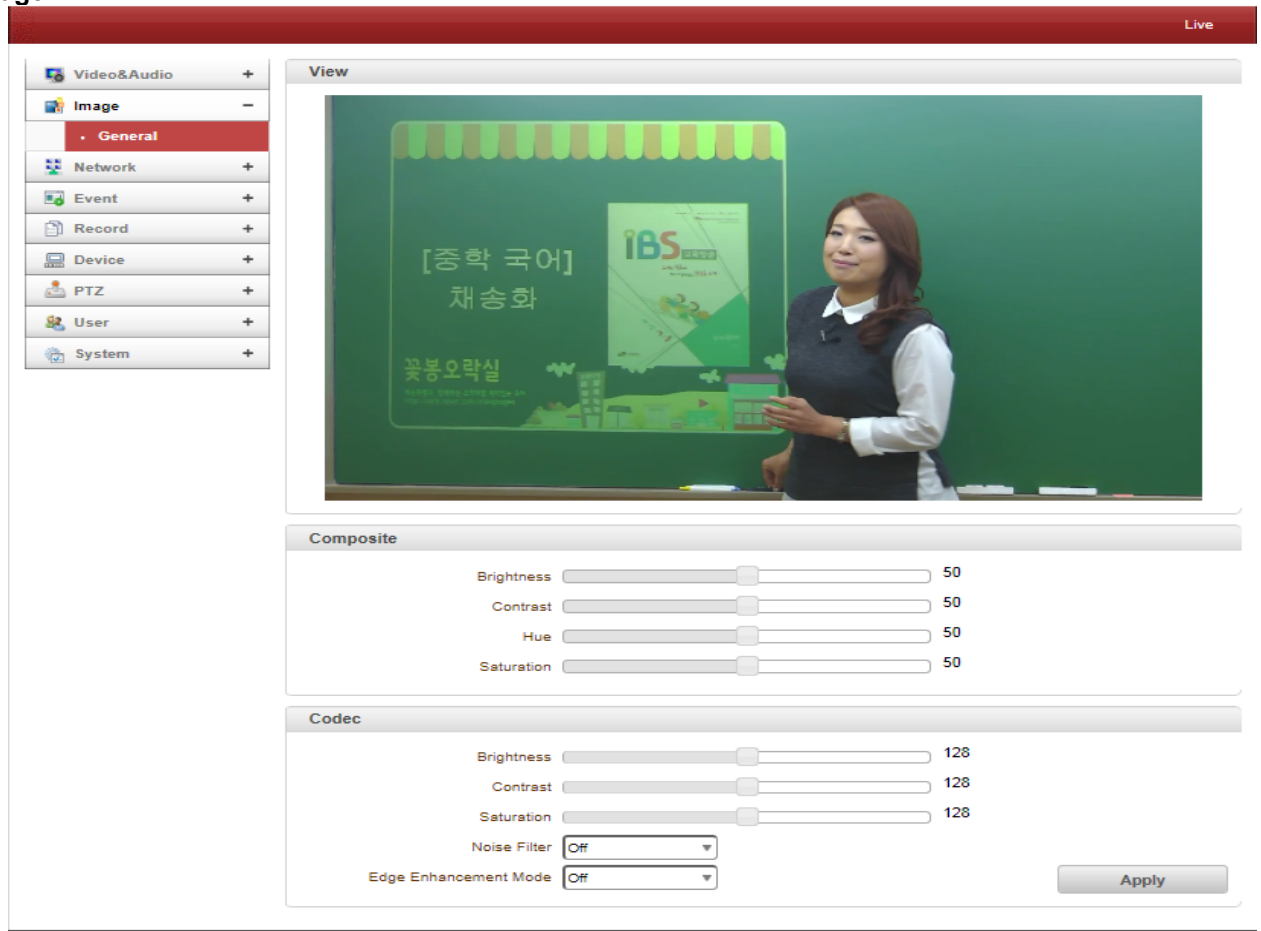 Live
Video&Audio +
Image −
General
Network +
Event +
Record +
Device +
PTZ +
User +
System +
View
[중학 국어]
채송화
iBS
꽃봉오락실
Composite
Brightness 50
Contrast 50
Hue 50
Saturation 50
Codec
Brightness 128
Contrast 128
Saturation 128
Noise Filter Off
Edge Enhancement Mode Off
Apply